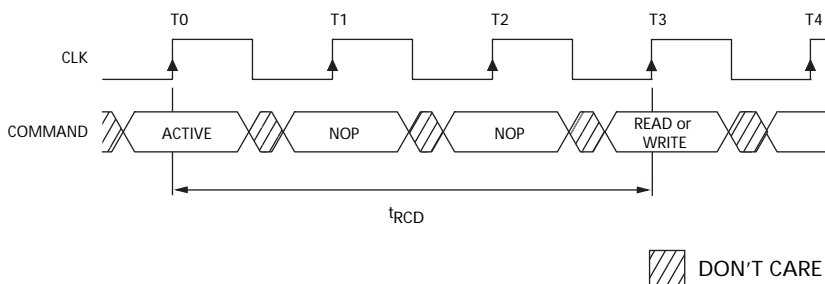 T0 T1 T2 T3 T4
CLK
COMMAND ACTIVE NOP NOP READ or
WRITE
tRCD
DON'T CARE